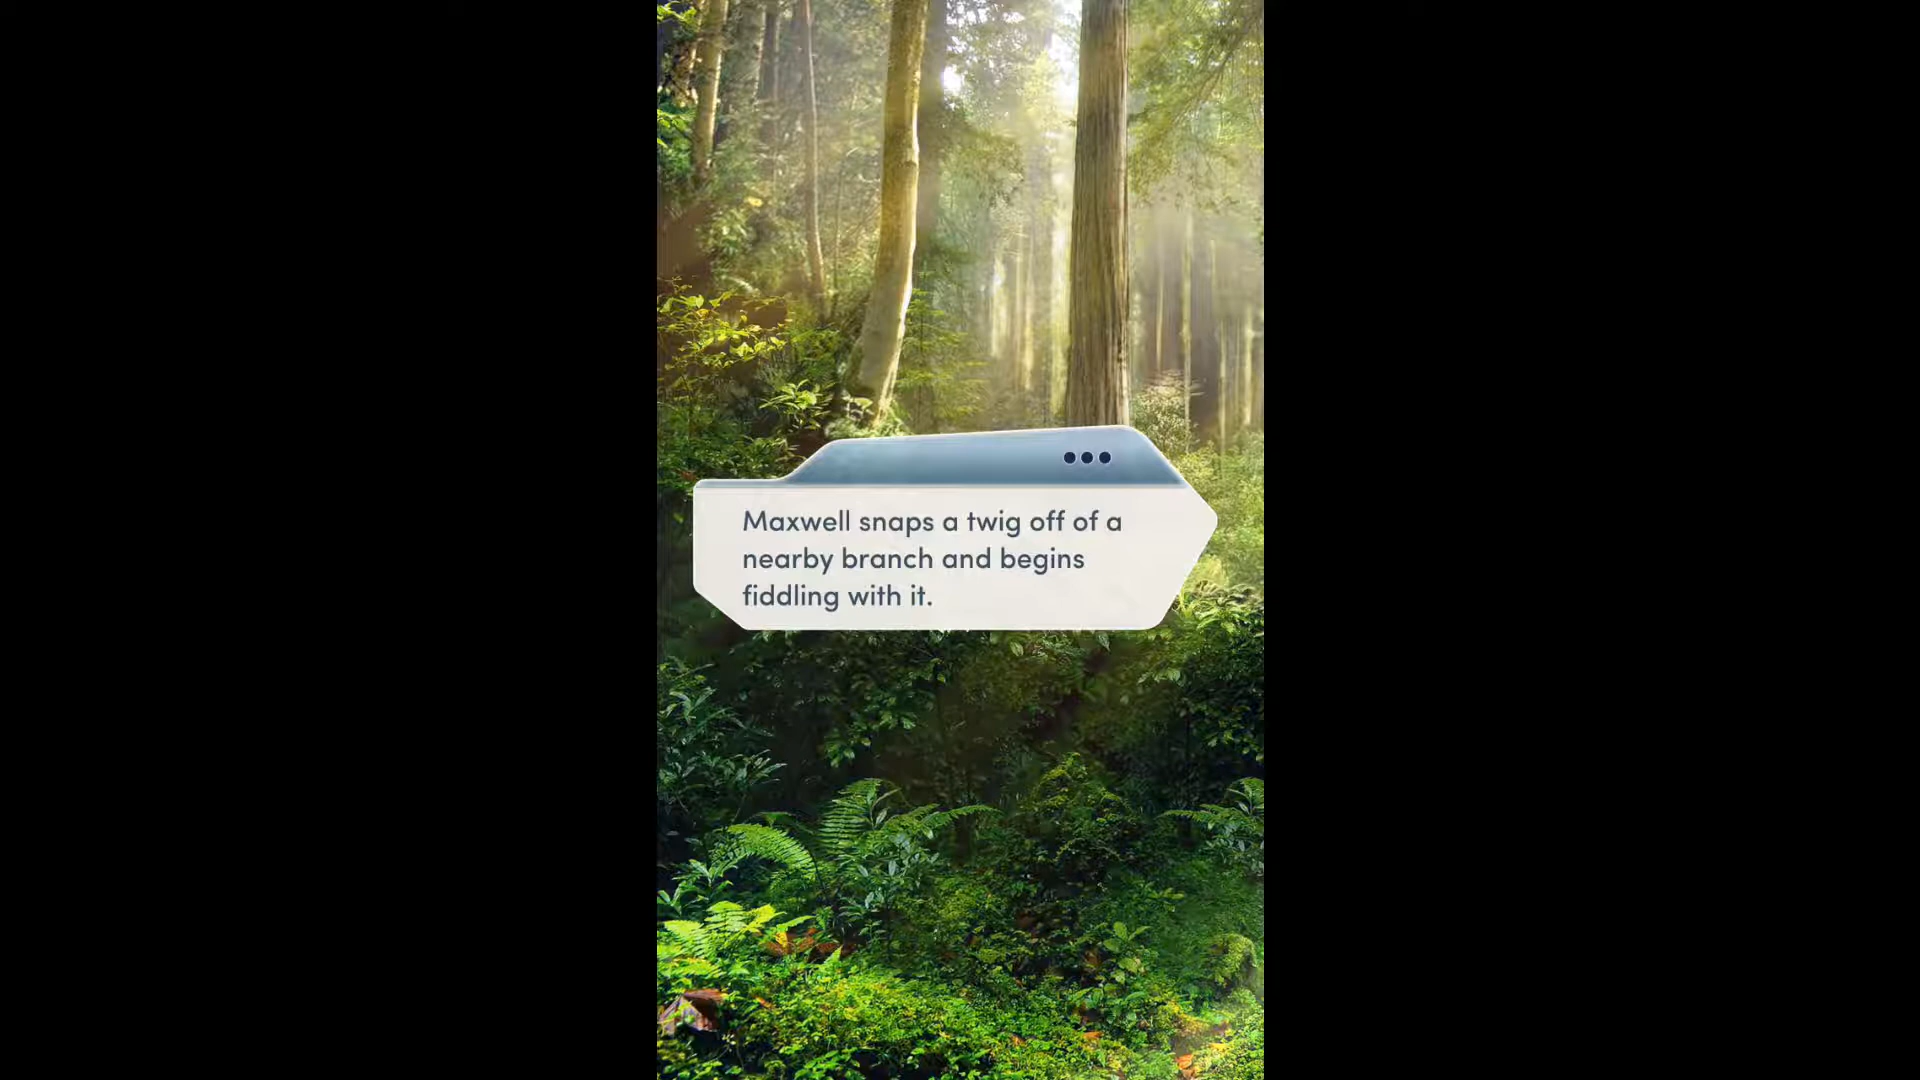 Maxwell snaps a twig off of a
nearby branch and begins
fiddling with it.